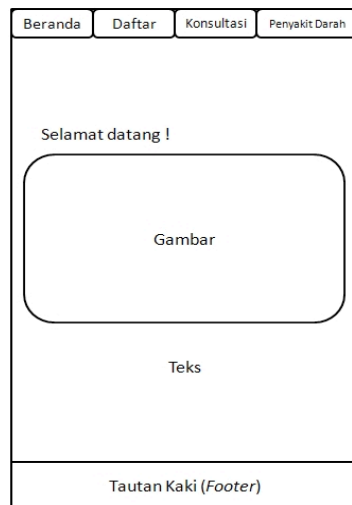 Beranda Daftar Konsultasi Penyakit Darah
Selamat datang !
Gambar
Teks
Tautan Kaki (Footer)